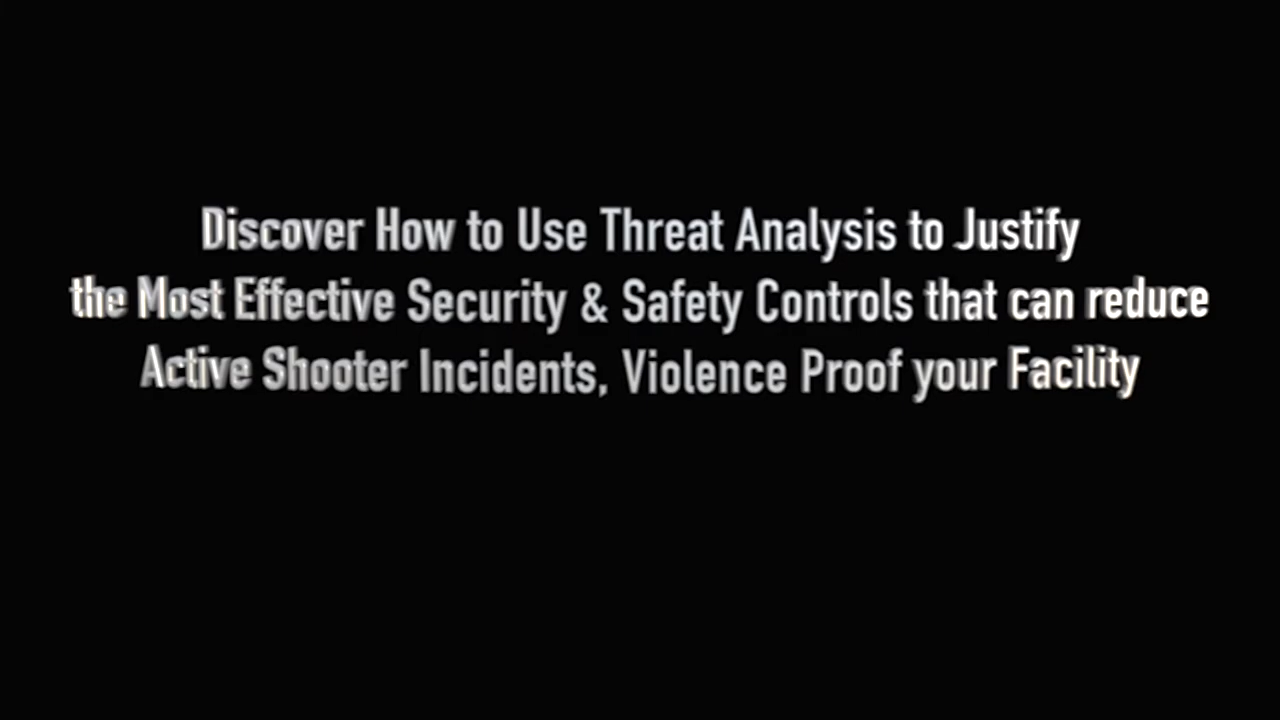 Discover How to Use Threat Analysis to Justify
the Most Effective Security & Safety Controls that can reduce
Active Shooter Incidents, Violence Proof your Facility